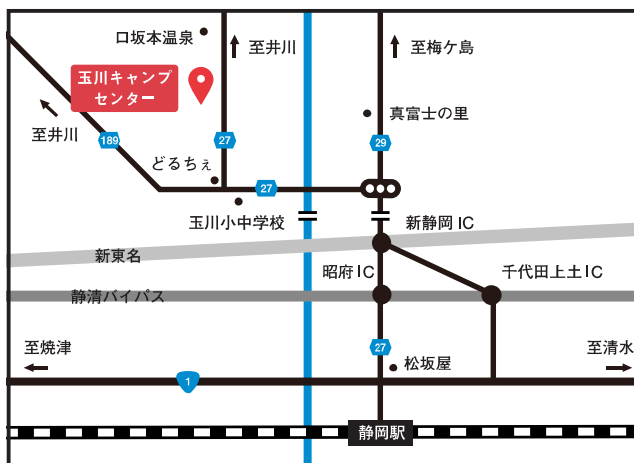 口坂本温泉
至井川
至梅ケ島
玉川キャンプ
センター
真富士の里
至井川
189
27
29
どるちぇ
27
玉川小中学校
新静岡 IC
新東名
昭府 IC
千代田上土 IC
静清バイパス
至焼津
27
至清水
松坂屋
1
静岡駅